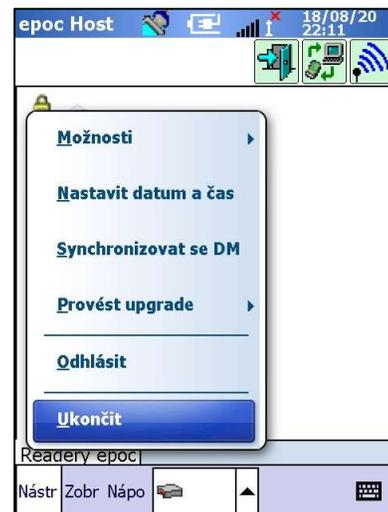 epoc Host
18/08/20
22:11
Možnosti
Nastavit datum a čas
Synchronizovat se DM
Provést upgrade
Odhlásit
Ukončit
Readery epoc
Nástr Zobr Nápo